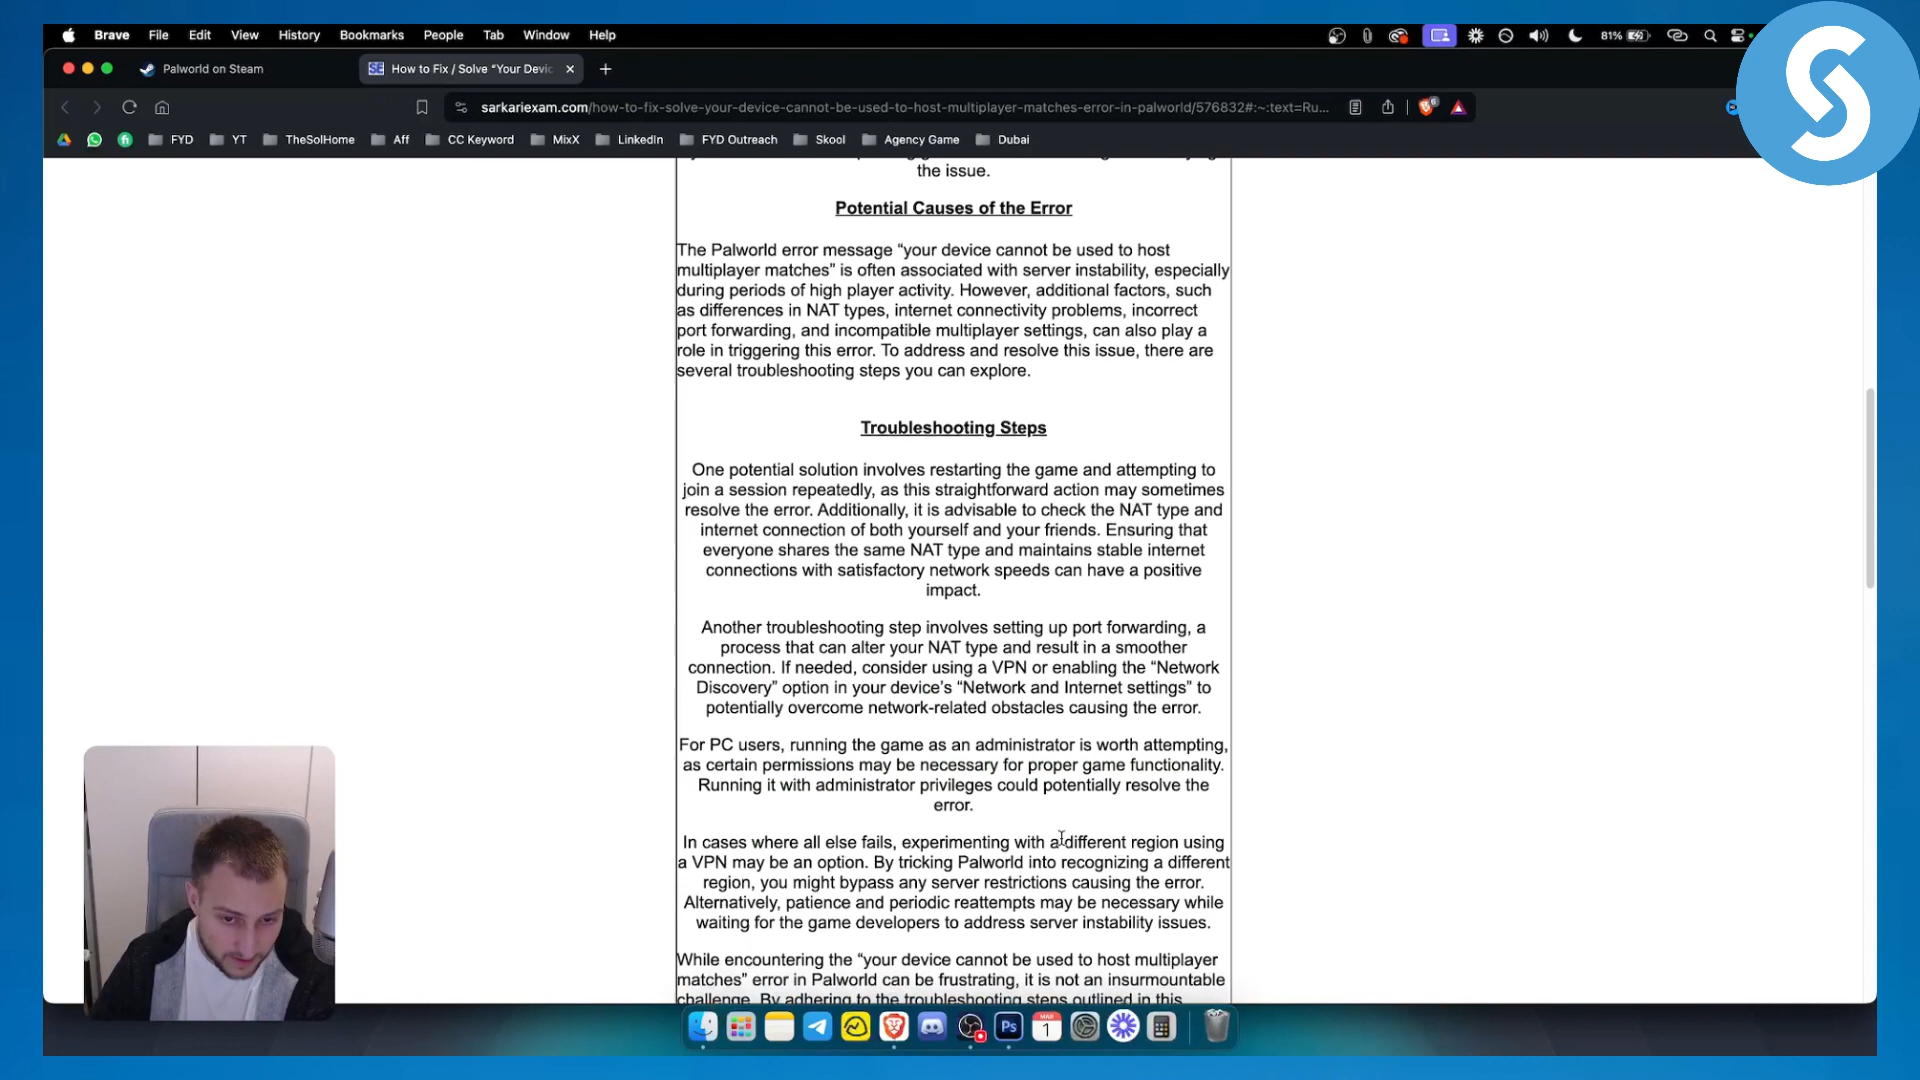 Brave File Edit View History Bookmarks People Tab Window Help 81%
Palworld on Steam
How to Fix / Solve “Your Devic
sarkariexam.com/how-to-fix-solve-your-device-cannot-be-used-to-host-multiplayer-matches-error-in-palworld/576832#:~:text=Ru...
FYD YT TheSolHome Aff CC Keyword MixX LinkedIn FYD Outreach Skool Agency Game Dubai
the issue.
Potential Causes of the Error
The Palworld error message “your device cannot be used to host
multiplayer matches” is often associated with server instability, especially
during periods of high player activity. However, additional factors, such
as differences in NAT types, internet connectivity problems, incorrect
port forwarding, and incompatible multiplayer settings, can also play a
role in triggering this error. To address and resolve this issue, there are
several troubleshooting steps you can explore.
Troubleshooting Steps
One potential solution involves restarting the game and attempting to
join a session repeatedly, as this straightforward action may sometimes
resolve the error. Additionally, it is advisable to check the NAT type and
internet connection of both yourself and your friends. Ensuring that
everyone shares the same NAT type and maintains stable internet
connections with satisfactory network speeds can have a positive
impact.
Another troubleshooting step involves setting up port forwarding, a
process that can alter your NAT type and result in a smoother
connection. If needed, consider using a VPN or enabling the “Network
Discovery” option in your device’s “Network and Internet settings” to
potentially overcome network-related obstacles causing the error.
For PC users, running the game as an administrator is worth attempting,
as certain permissions may be necessary for proper game functionality.
Running it with administrator privileges could potentially resolve the
error.
In cases where all else fails, experimenting with a different region using
a VPN may be an option. By tricking Palworld into recognizing a different
region, you might bypass any server restrictions causing the error.
Alternatively, patience and periodic reattempts may be necessary while
waiting for the game developers to address server instability issues.
While encountering the “your device cannot be used to host multiplayer
matches” error in Palworld can be frustrating, it is not an insurmountable
challenge. By adhering to the troubleshooting steps outlined in this
Ps
MAR
1